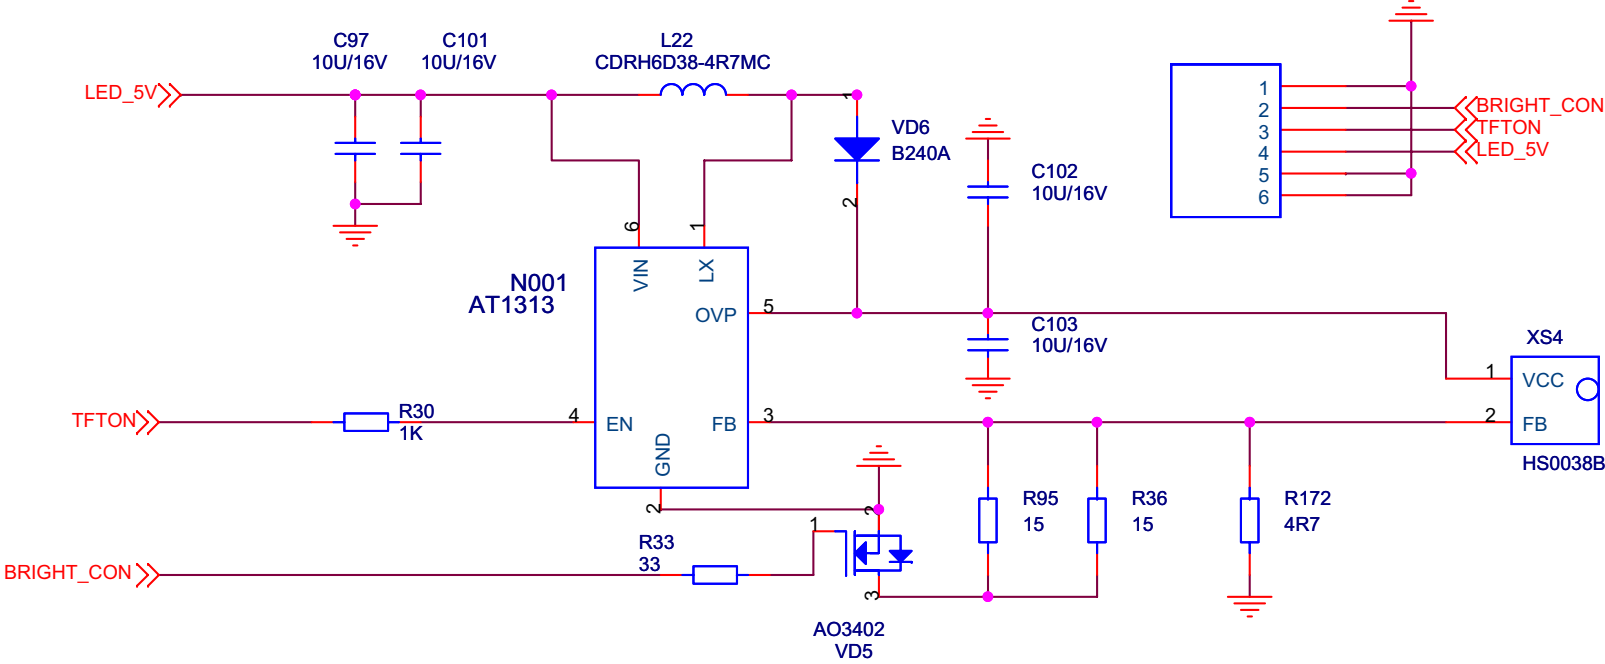 C97
10U/16V
C101
10U/16V
L22
CDRH6D38-4R7MC
LED_5V
1
VD6
B240A
2
C102
10U/16V
1
2
3
4
5
6
BRIGHT_CON
TFTON
LED_5V
6
1
VIN
LX
N001
AT1313
OVP
5
C103
10U/16V
XS4
1
VCC
TFTON
R30
1K
4
EN
FB
3
2
FB
GND
HS0038B
2
2
1
R95
15
R36
15
R172
4R7
R33
33
BRIGHT_CON
3
AO3402
VD5